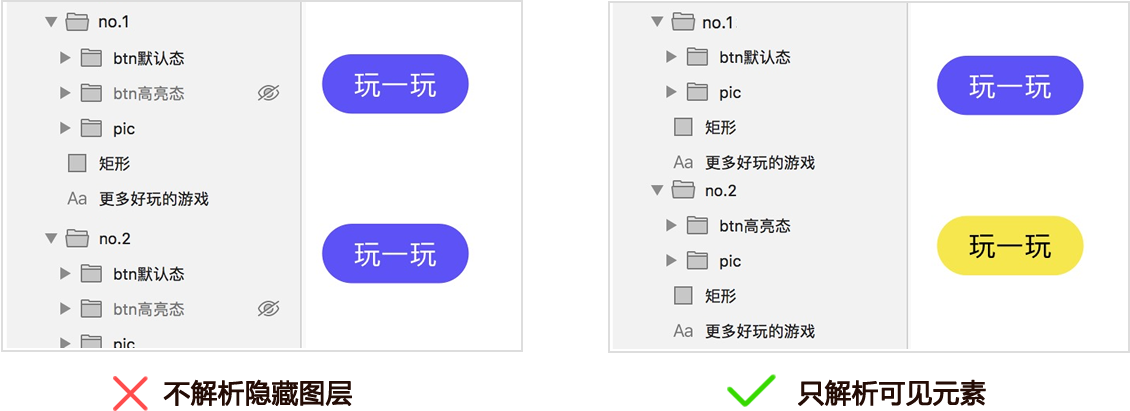 no.1
btn默认态
btn高亮态
pic
矩形
Aa 更多好玩的游戏
no.2
btn默认态
btn高亮态
pic
玩一玩
玩一玩
不解析隐藏图层
no.1
btn默认态
pic
矩形
Aa 更多好玩的游戏
no.2
btn高亮态
pic
矩形
Aa 更多好玩的游戏
玩一玩
玩一玩
只解析可见元素